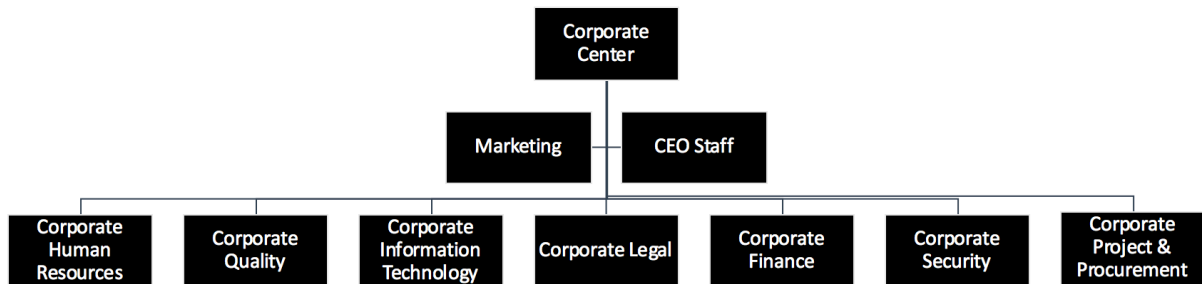 Corporate
Center
Marketing
CEO Staff
Corporate
Human
Resources
Corporate
Quality
Corporate
Information
Technology
Corporate Legal
Corporate
Finance
Corporate
Security
Corporate
Project &
Procurement